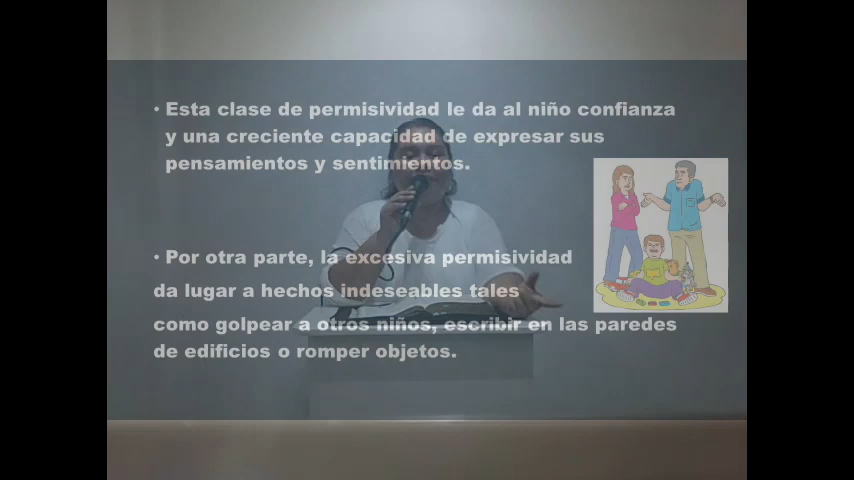 • Esta clase de permisividad le da al niño confianza
y una creciente capacidad de expresar sus
pensamientos y sentimientos.
• Por otra parte, la excesiva permisividad
da lugar a hechos indeseables tales
como golpear a otros niños, escribir en las paredes
de edificios o romper objetos.